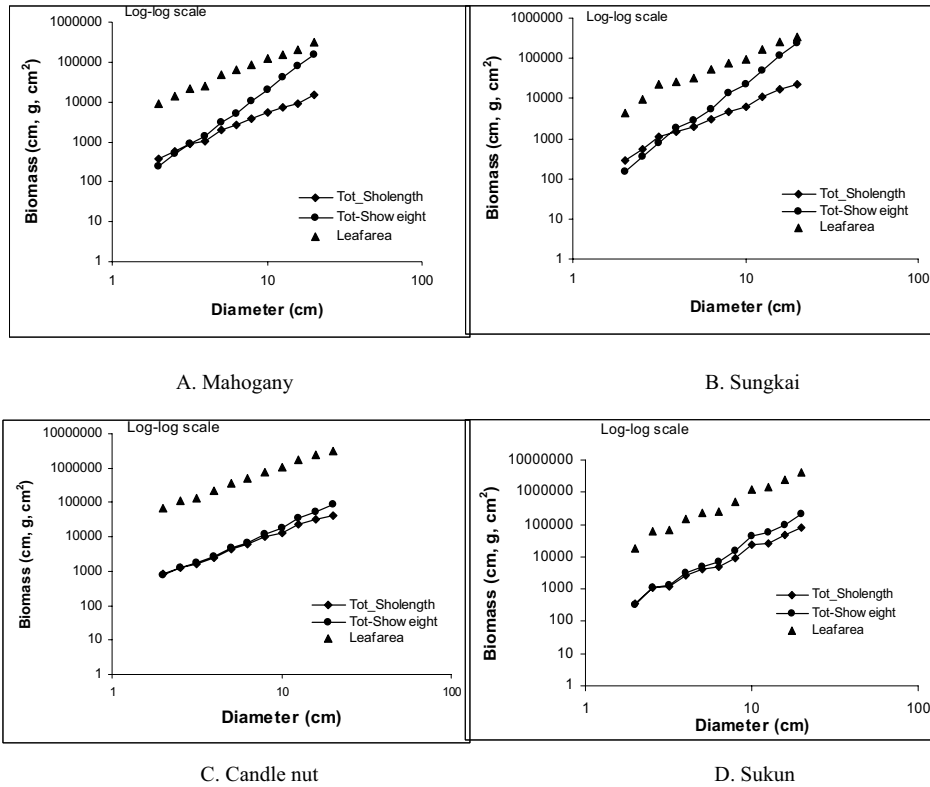 Log-log scale
1000000
100000
10000
1000
100
10
1
Biomass (cm, g, cm²)
Tot_Sholength
Tot-Show eight
Leafarea
1 10 100
Diameter (cm)
A. Mahogany
Log-log scale
1000000
100000
10000
1000
100
10
1
Biomass (cm, g, cm²)
Tot_Sholength
Tot-Show eight
Leafarea
1 10 100
Diameter (cm)
B. Sungkai
Log-log scale
10000000
1000000
100000
10000
1000
100
10
1
Biomass (cm, g, cm²)
Tot_Sholength
Tot-Show eight
Leafarea
1 10 100
Diameter (cm)
C. Candle nut
Log-log scale
10000000
1000000
100000
10000
1000
100
10
1
Biomass (cm, g, cm²)
Tot_Sholength
Tot-Show eight
Leafarea
1 10 100
Diameter (cm)
D. Sukun